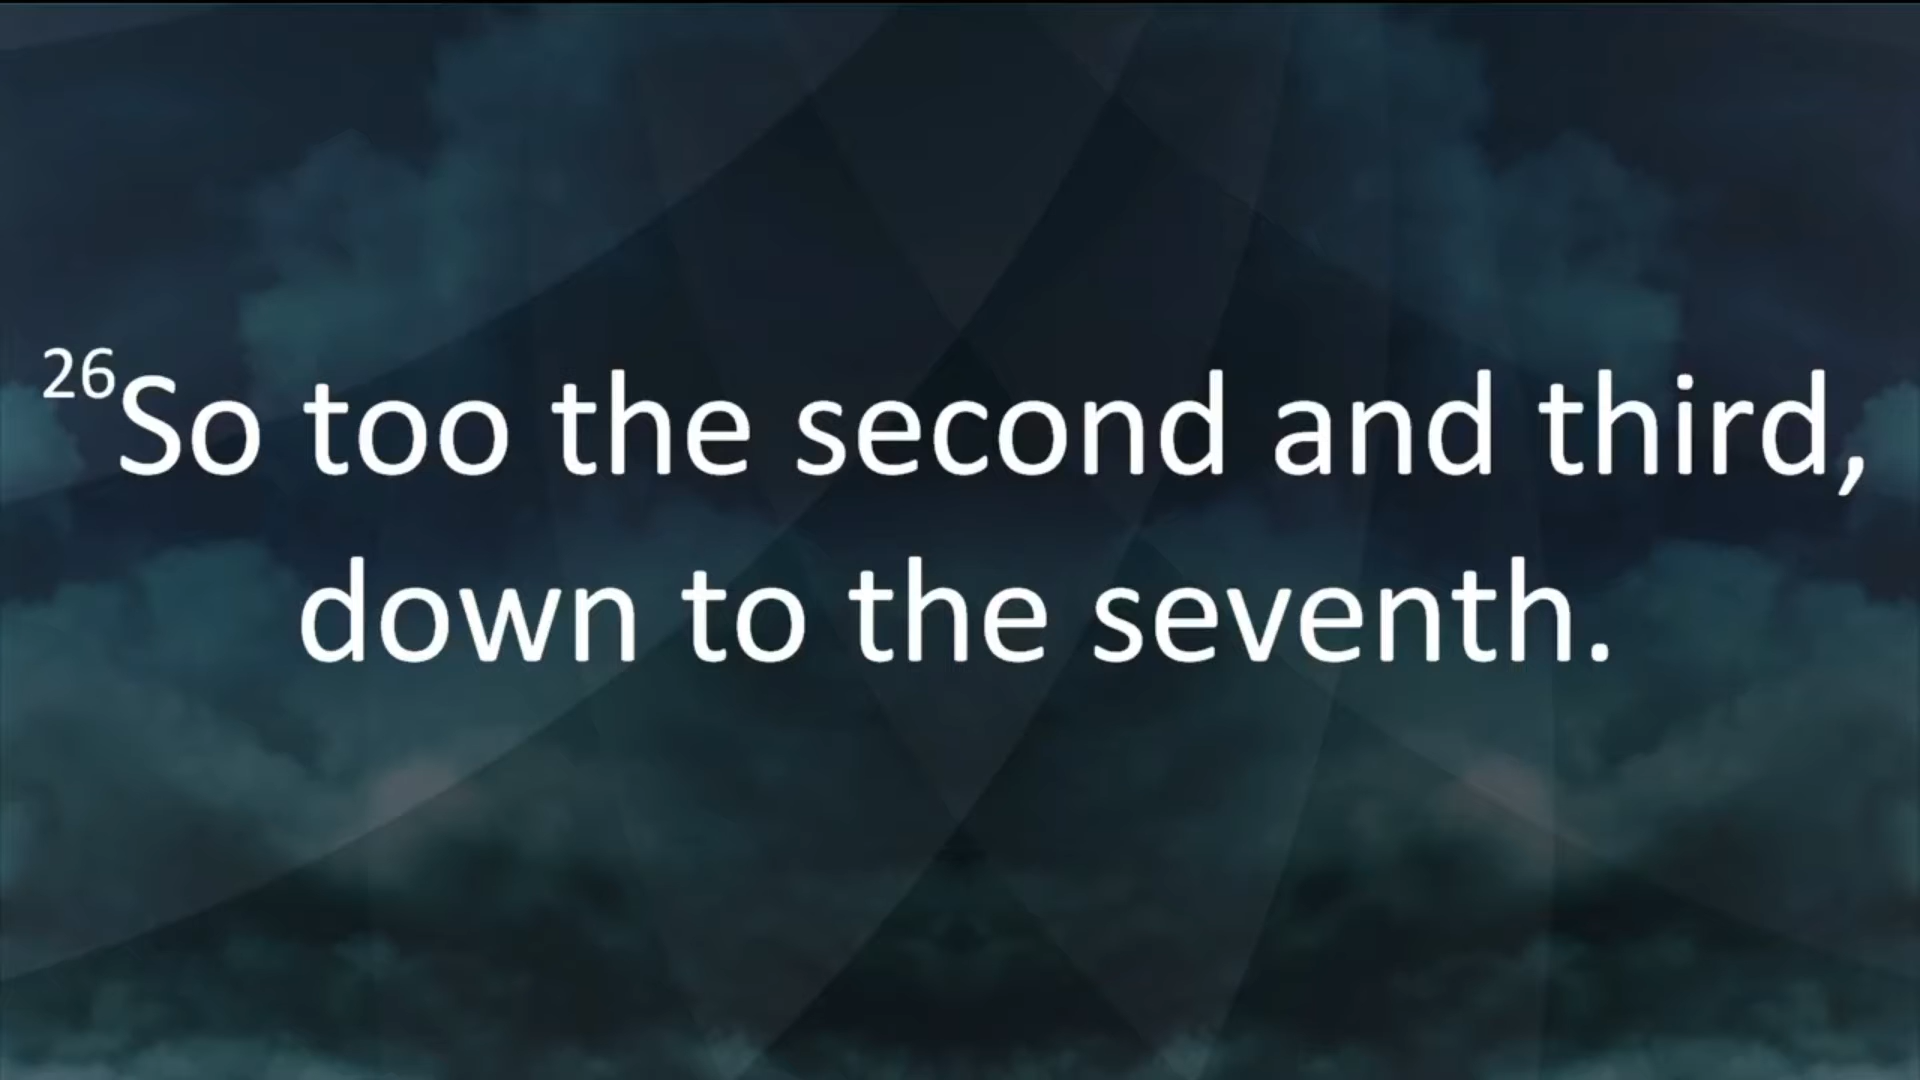 26So too the second and third,
down to the seventh.